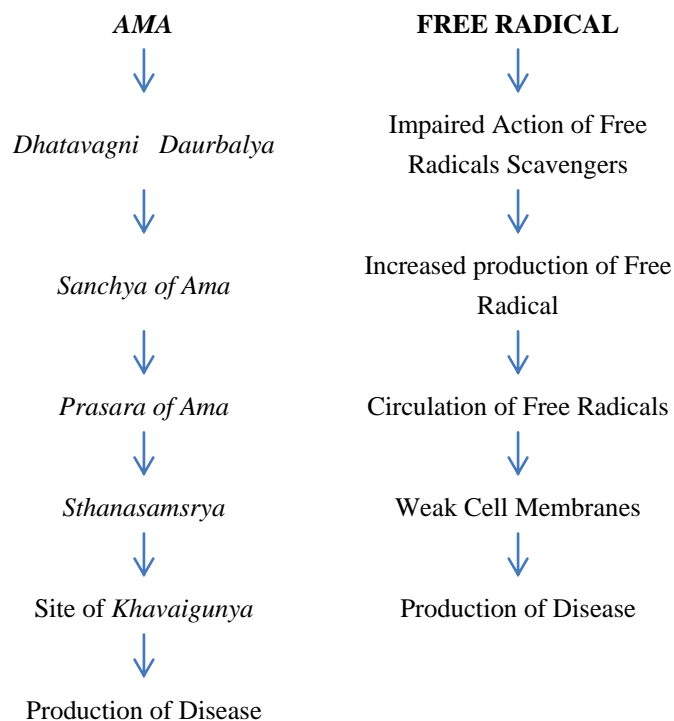 AMA
Dhatavagni Daurbalya
Sanchya of Ama
Prasara of Ama
Sthanasamsrya
Site of Khavaigunya
Production of Disease
FREE RADICAL
Impaired Action of Free
Radicals Scavengers
Increased production of Free
Radical
Circulation of Free Radicals
Weak Cell Membranes
Production of Disease